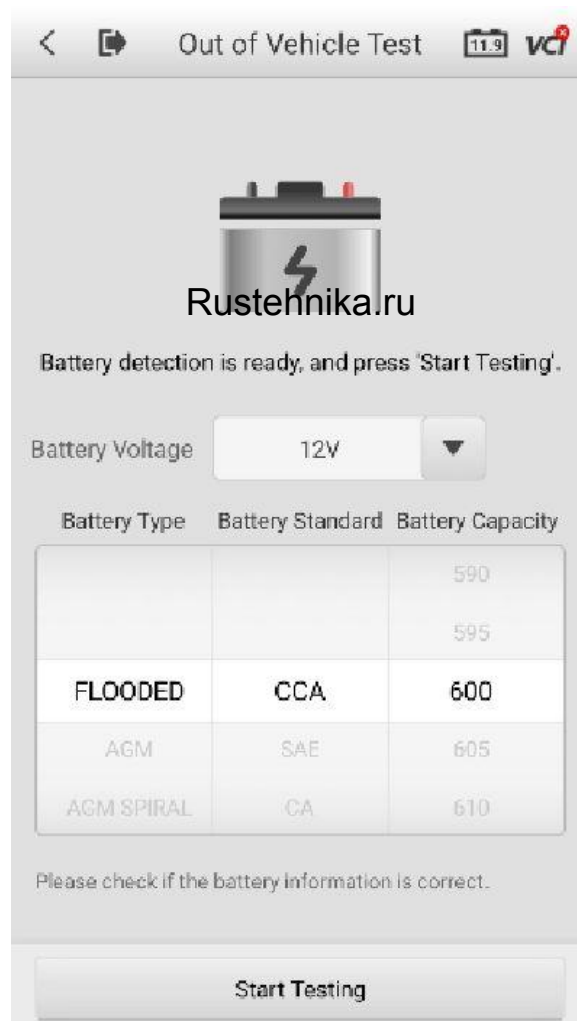 Out of Vehicle Test 11.9 VCI
Rustehnika.ru
Battery detection is ready, and press 'Start Testing'.
Battery Voltage 12V
Battery Type Battery Standard Battery Capacity
590
595
FLOODED CCA 600
AGM SAE 605
AGM SPIRAL CA 610
Please check if the battery information is correct.
Start Testing